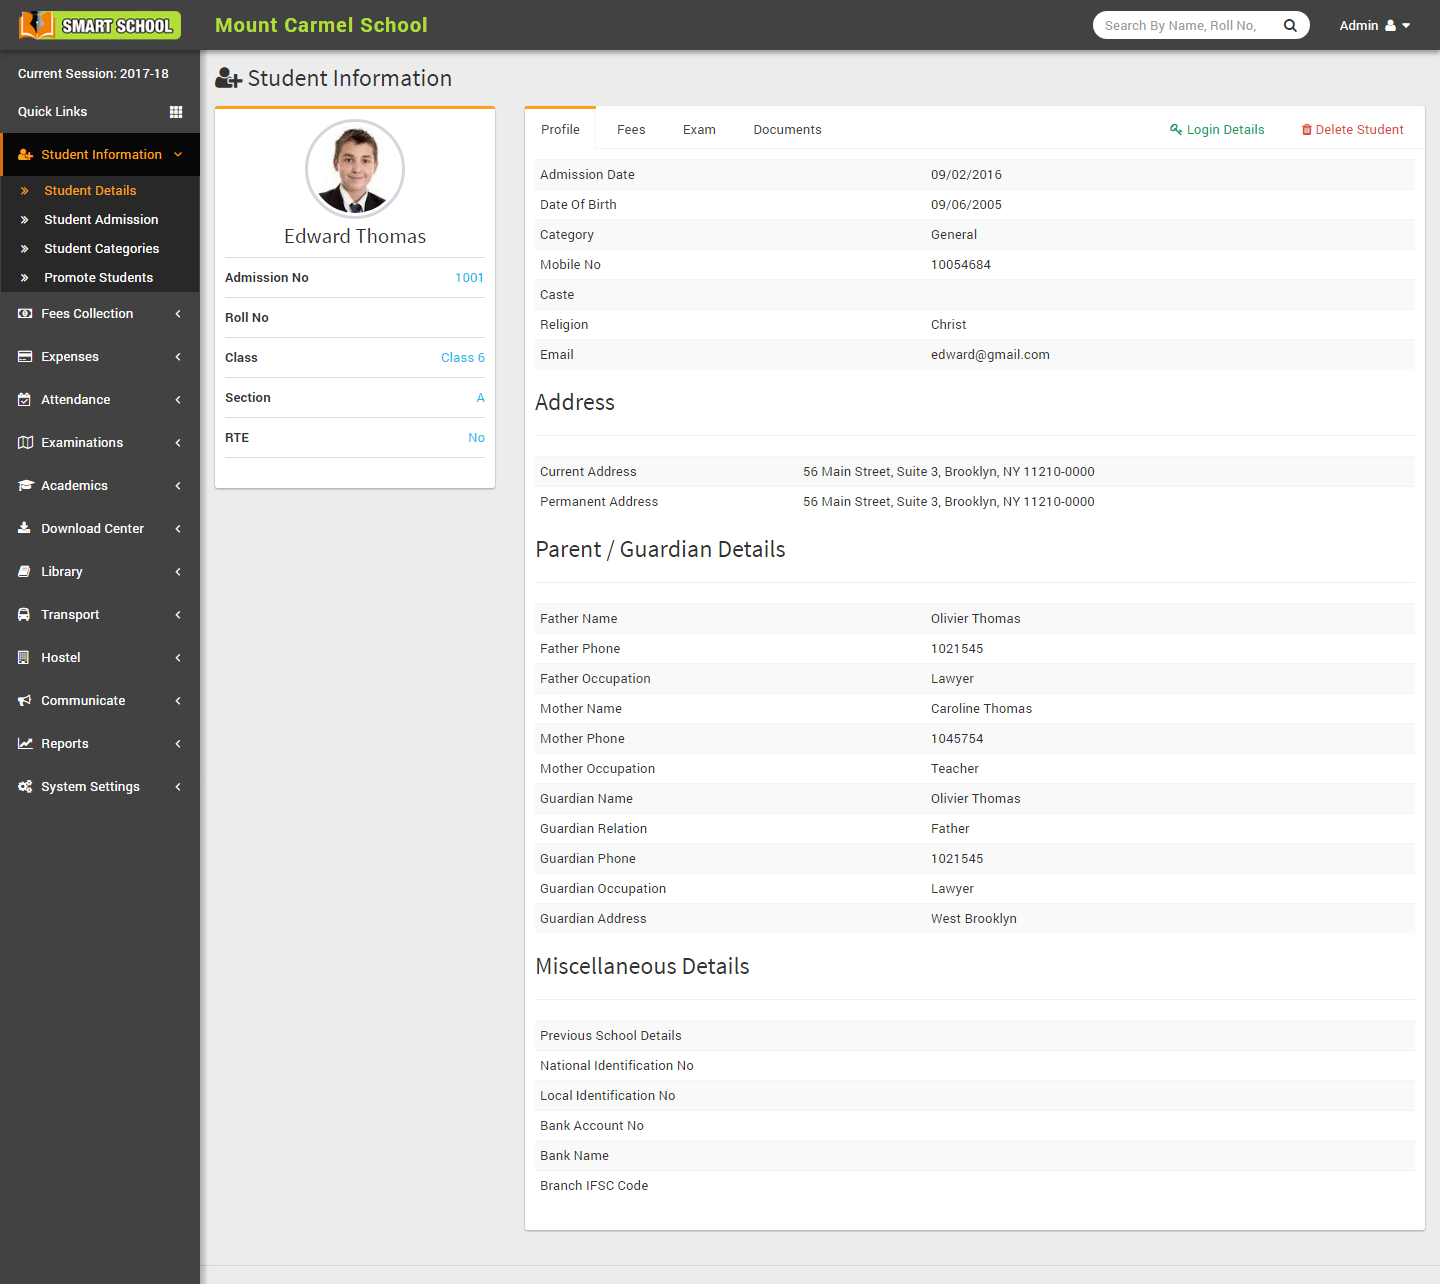 SMART SCHOOL
Mount Carmel School
Search By Name, Roll No,
Admin
Current Session: 2017-18
Quick Links
Student Information
Student Details
Student Admission
Student Categories
Promote Students
Fees Collection
Expenses
Attendance
Examinations
Academics
Download Center
Library
Transport
Hostel
Communicate
Reports
System Settings
Student Information
Edward Thomas
Admission No 1001
Roll No
Class Class 6
Section A
RTE No
Profile Fees Exam Documents Login Details Delete Student
Admission Date 09/02/2016
Date Of Birth 09/06/2005
Category General
Mobile No 10054684
Caste
Religion Christ
Email edward@gmail.com
Address
Current Address 56 Main Street, Suite 3, Brooklyn, NY 11210-0000
Permanent Address 56 Main Street, Suite 3, Brooklyn, NY 11210-0000
Parent / Guardian Details
Father Name Olivier Thomas
Father Phone 1021545
Father Occupation Lawyer
Mother Name Caroline Thomas
Mother Phone 1045754
Mother Occupation Teacher
Guardian Name Olivier Thomas
Guardian Relation Father
Guardian Phone 1021545
Guardian Occupation Lawyer
Guardian Address West Brooklyn
Miscellaneous Details
Previous School Details
National Identification No
Local Identification No
Bank Account No
Bank Name
Branch IFSC Code